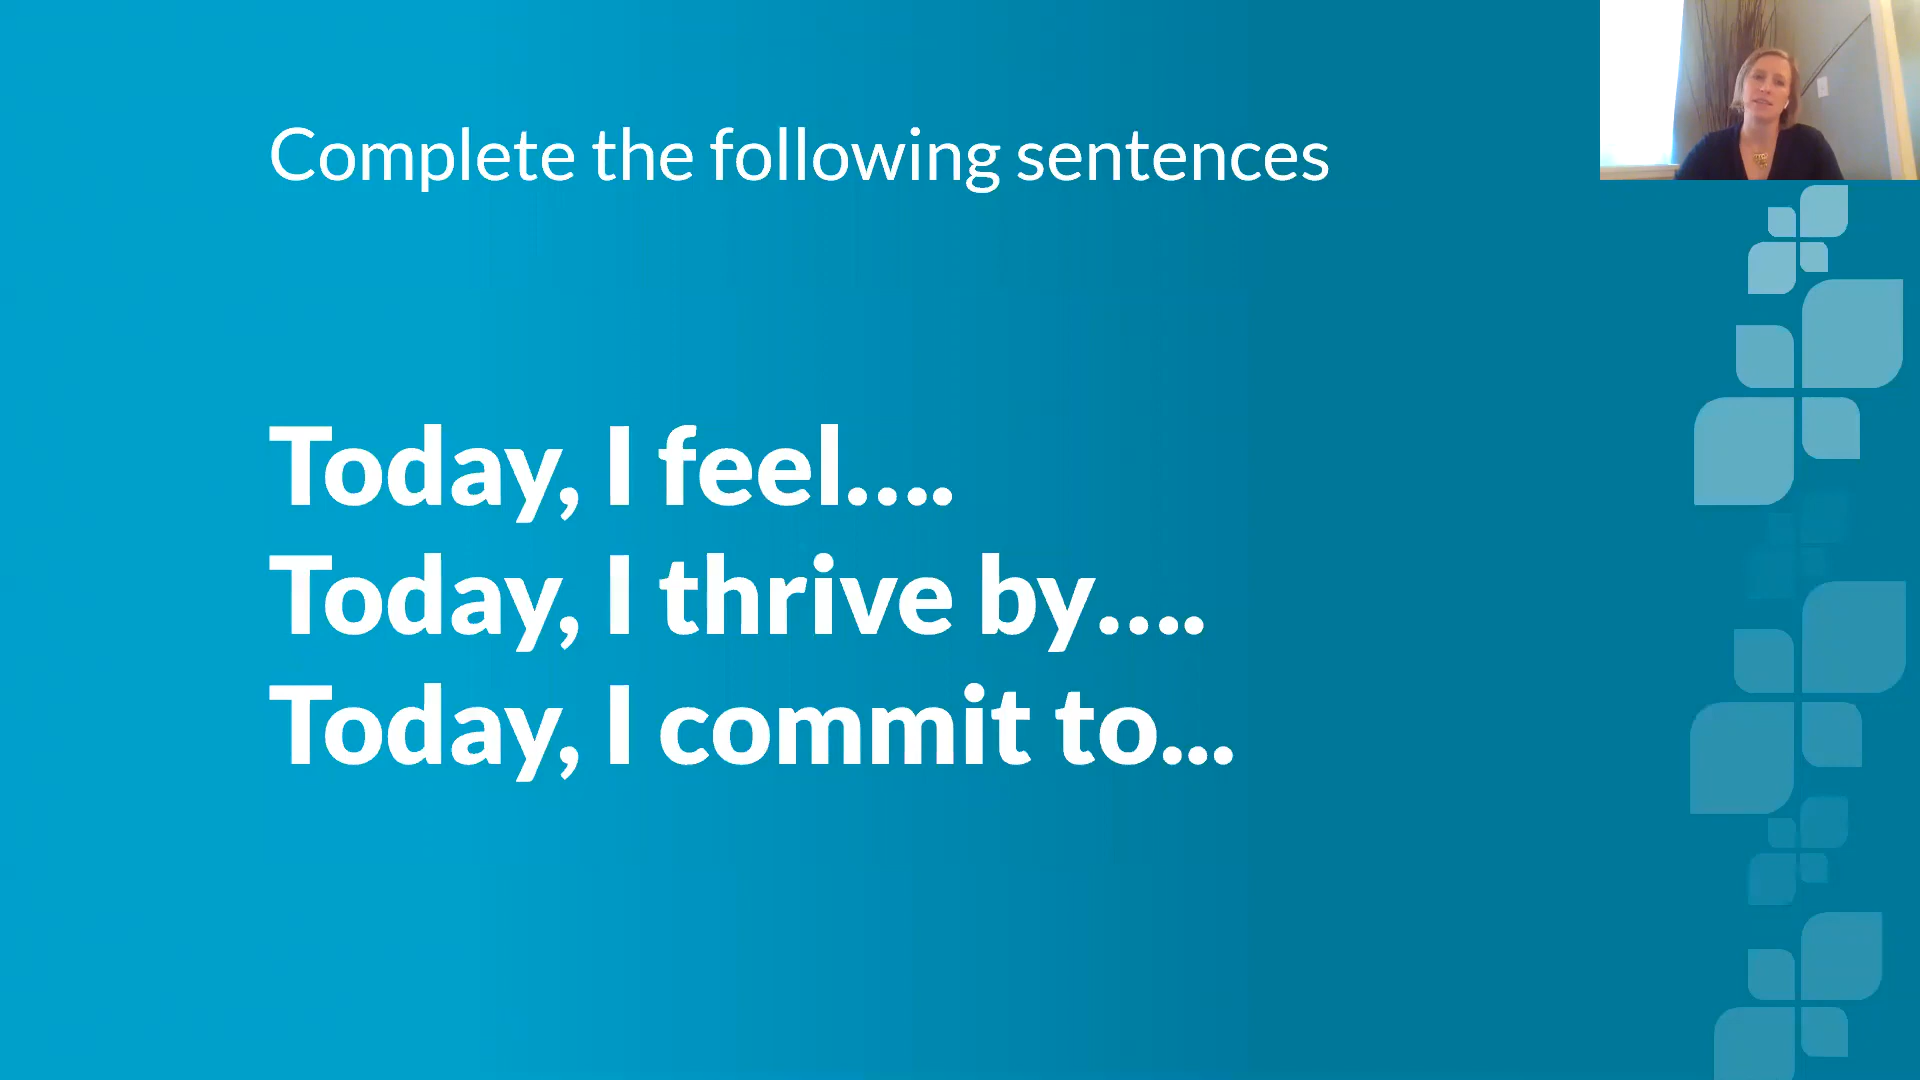 Complete the following sentences
Today, I feel....
Today, I thrive by....
Today, I commit to...